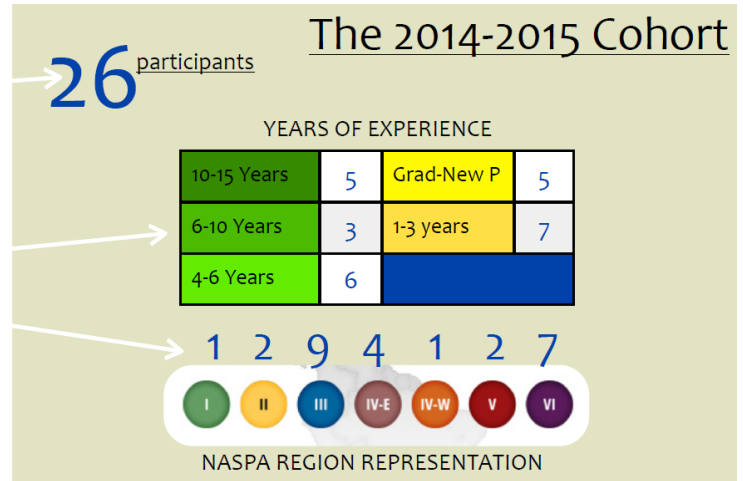 The 2014-2015 Cohort
26 participants
YEARS OF EXPERIENCE
10-15 Years 5 Grad-New P 5
6-10 Years 3 1-3 years 7
4-6 Years 6
1 2 9 4 1 2 7
I II III IV-E IV-W V VI
NASPA REGION REPRESENTATION